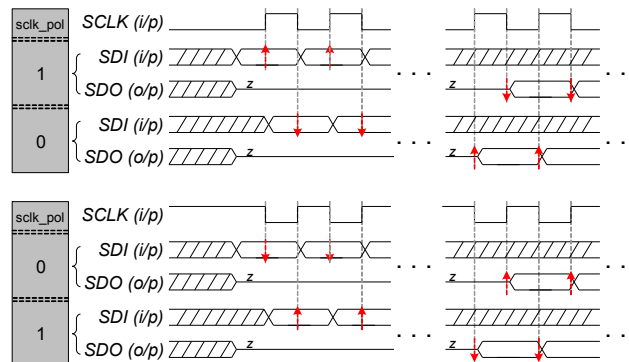 sclk_pol SCLK (i/p)
1 SDI (i/p)
. . . . . .
SDO (o/p) z z
0 SDI (i/p)
. . . . . .
SDO (o/p) z z
sclk_pol SCLK (i/p)
0 SDI (i/p)
. . . . . .
SDO (o/p) z z
1 SDI (i/p)
. . . . . .
SDO (o/p) z z